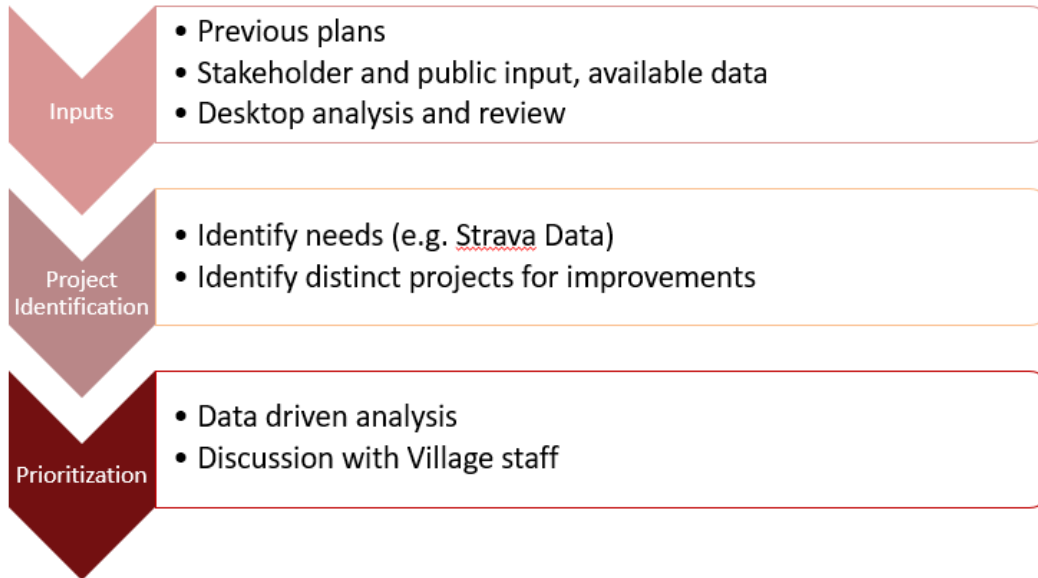 Inputs
• Previous plans
• Stakeholder and public input, available data
• Desktop analysis and review
Project
Identification
• Identify needs (e.g. Strava Data)
• Identify distinct projects for improvements
Prioritization
• Data driven analysis
• Discussion with Village staff